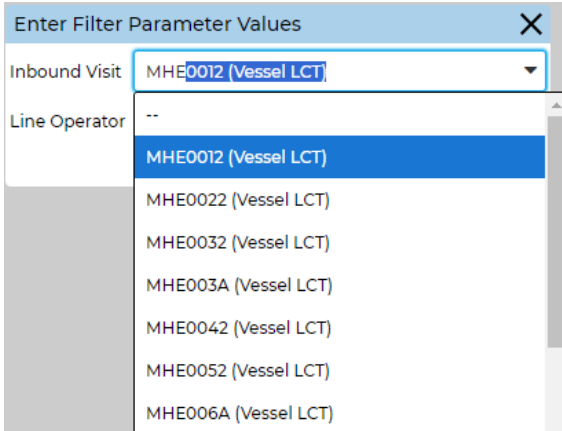 Enter Filter Parameter Values
Inbound Visit MHE0012 (Vessel LCT)
Line Operator --
MHE0012 (Vessel LCT)
MHE0022 (Vessel LCT)
MHE0032 (Vessel LCT)
MHE003A (Vessel LCT)
MHE0042 (Vessel LCT)
MHE0052 (Vessel LCT)
MHE006A (Vessel LCT)